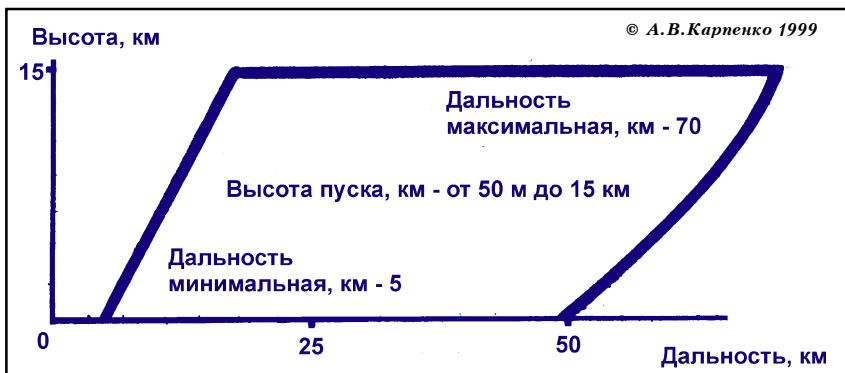 © А.В.Карпенко 1999
Высота, км
15
Дальность
максимальная, км - 70
Высота пуска, км - от 50 м до 15 км
Дальность
минимальная, км - 5
0
25
50
Дальность, км